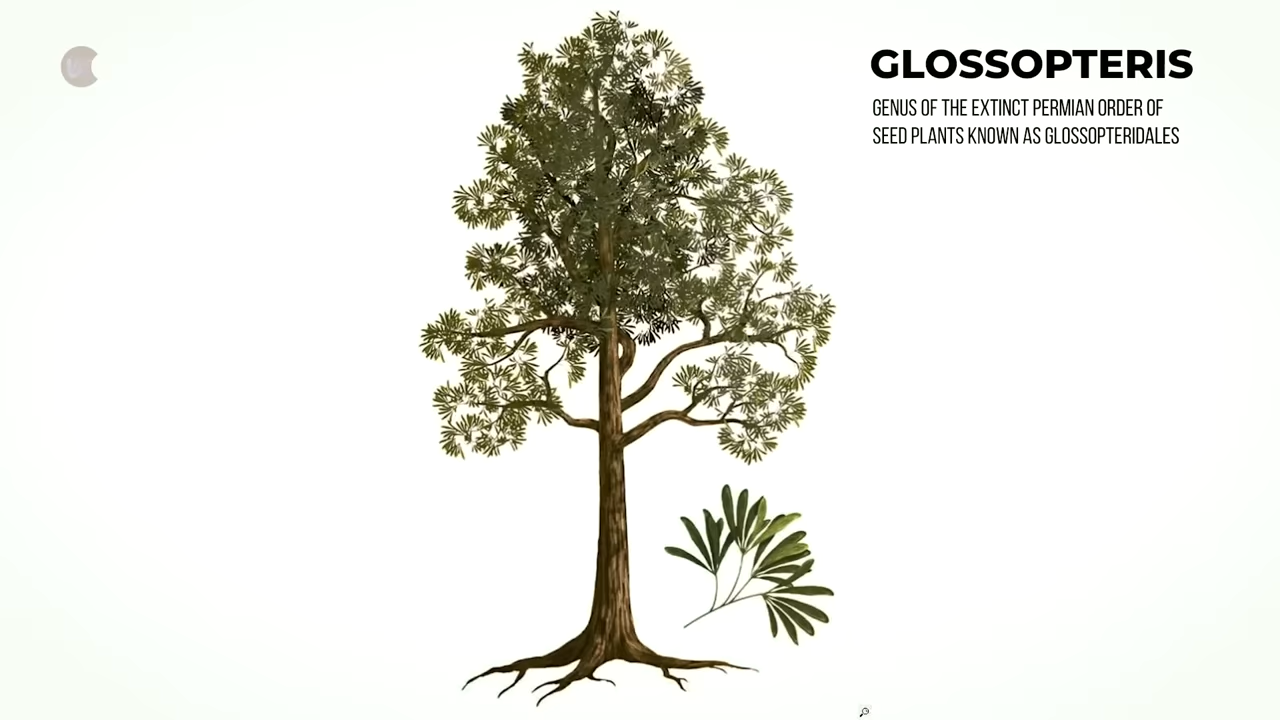 GLOSSOPTERIS
GENUS OF THE EXTINCT PERMIAN ORDER OF
SEED PLANTS KNOWN AS GLOSSOPTERIDALES